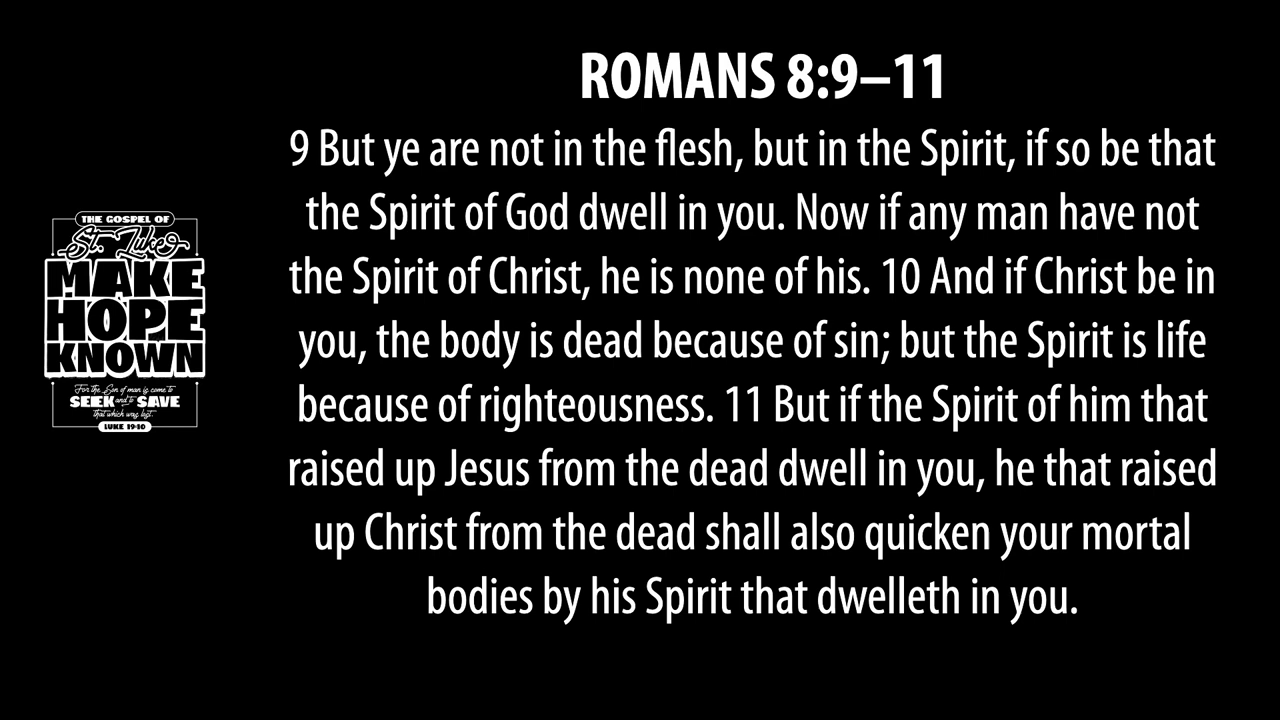 ROMANS 8:9–11
9 But ye are not in the flesh, but in the Spirit, if so be that
the Spirit of God dwell in you. Now if any man have not
the Spirit of Christ, he is none of his. 10 And if Christ be in
you, the body is dead because of sin; but the Spirit is life
because of righteousness. 11 But if the Spirit of him that
raised up Jesus from the dead dwell in you, he that raised
up Christ from the dead shall also quicken your mortal
bodies by his Spirit that dwelleth in you.
THE GOSPEL OF
St. Luke
MAKE
HOPE
KNOWN
For the Son of man is come to
SEEK and to SAVE
that which was lost.
LUKE 19:10